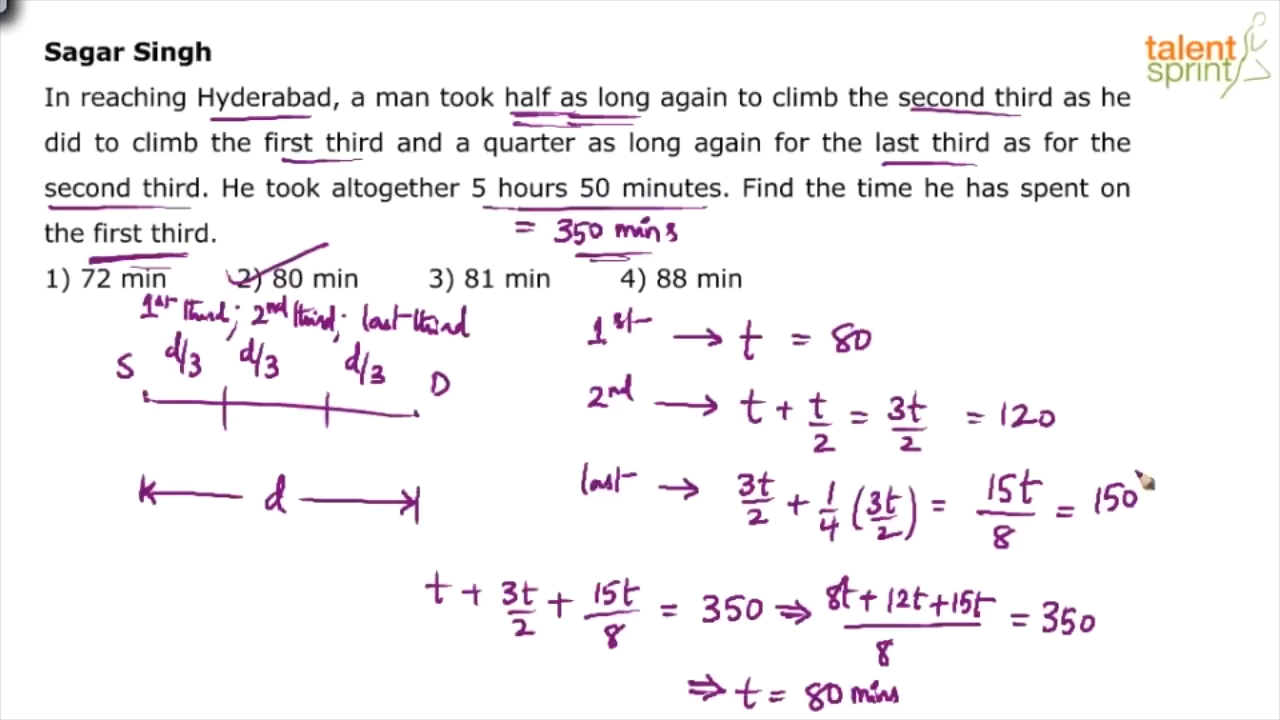 Sagar Singh
talent
sprint
In reaching Hyderabad, a man took half as long again to climb the second third as he
did to climb the first third and a quarter as long again for the last third as for the
second third. He took altogether 5 hours 50 minutes. Find the time he has spent on
the first third.
= 350 mins
1) 72 min 2) 80 min 3) 81 min 4) 88 min
1st third; 2nd third; last third
S d/3 d/3 d/3 D
d
1st → t = 80
2nd → t + t/2 = 3t/2 = 120
last → 3t/2 + 1/4 (3t/2) = 15t/8 = 150
t + 3t/2 + 15t/8 = 350 ⇒ 8t + 12t + 15t/8 = 350
⇒ t = 80 mins